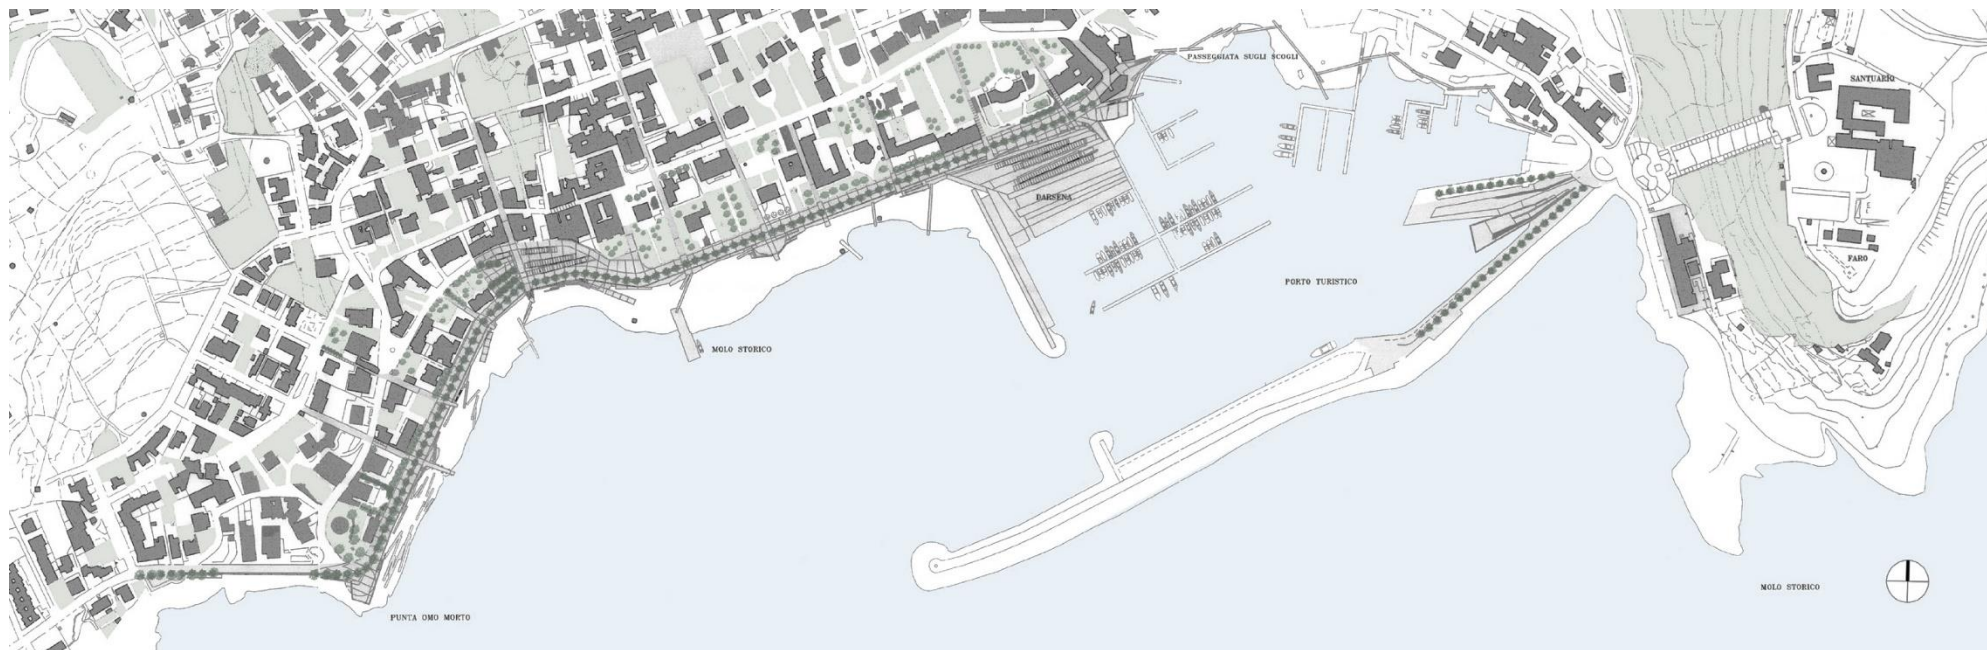 PASSEGGIATA SUGLI SCOGLI
SANTUARIO
DARSENA
FARO
PORTO TURISTICO
MOLO STORICO
MOLO STORICO
PUNTA OMO MORTO